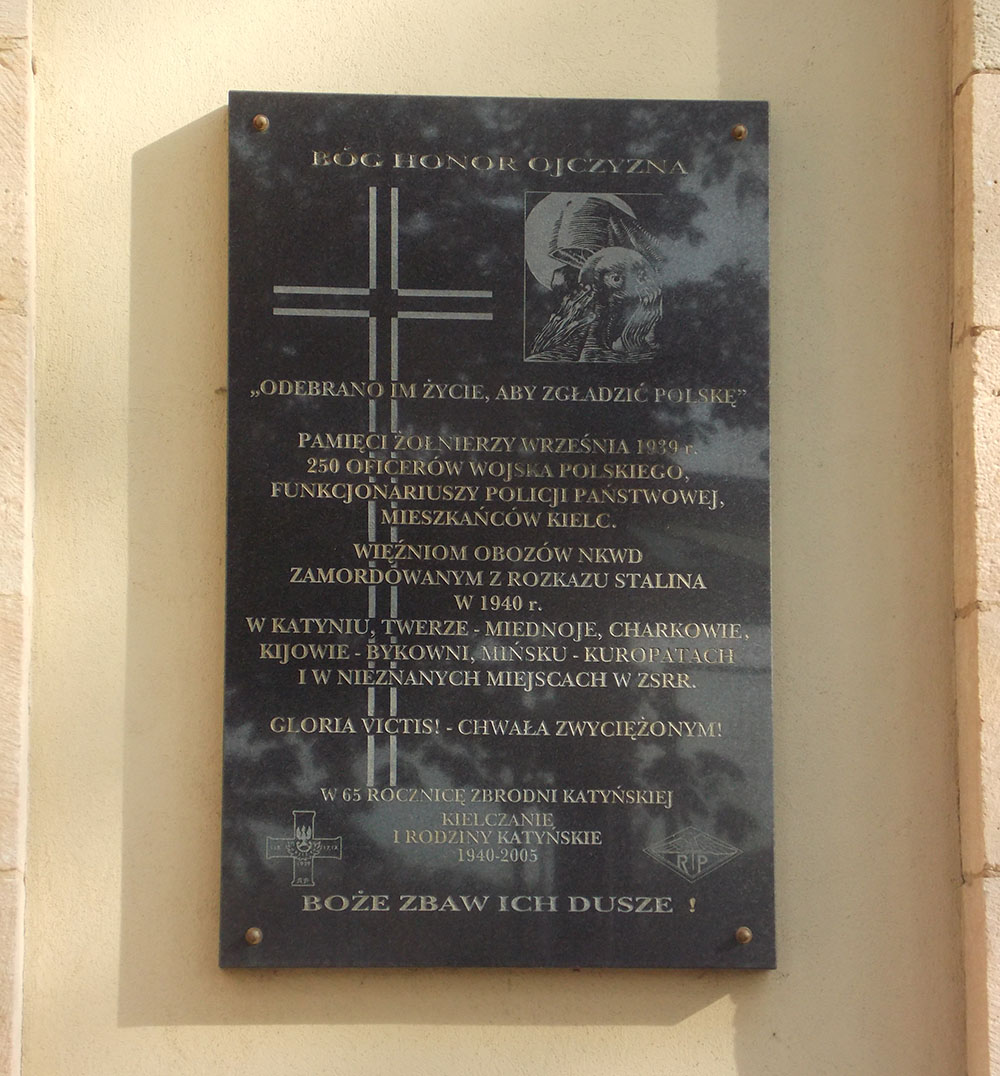 BÓG HONOR OJCZYZNA
„ODEBRANO IM ŻYCIE, ABY ZGŁADZIĆ POLSKĘ”
PAMIĘCI ŻOŁNIERZY WRZEŚNIA 1939 r.
250 OFICERÓW WOJSKA POLSKIEGO,
FUNKCJONARIUSZY POLICJI PAŃSTWOWEJ,
MIESZKAŃCÓW KIELC.
WIĘŹNIOM OBOZÓW NKWD
ZAMORDOWANYM Z ROZKAZU STALINA
W 1940 r.
W KATYNIU, TWERZE - MIEDNOJE, CHARKOWIE,
KIJOWIE - BYKOWNI, MIŃSKU - KUROPATACH
I W NIEZNANYCH MIEJSCACH W ZSRR.
GLORIA VICTIS! - CHWAŁA ZWYCIĘŻONYM!
W 65 ROCZNICĘ ZBRODNI KATYŃSKIEJ
KIELCZANIE
I RODZINY KATYŃSKIE
1940-2005
RTP
BOŻE ZBAW ICH DUSZE !